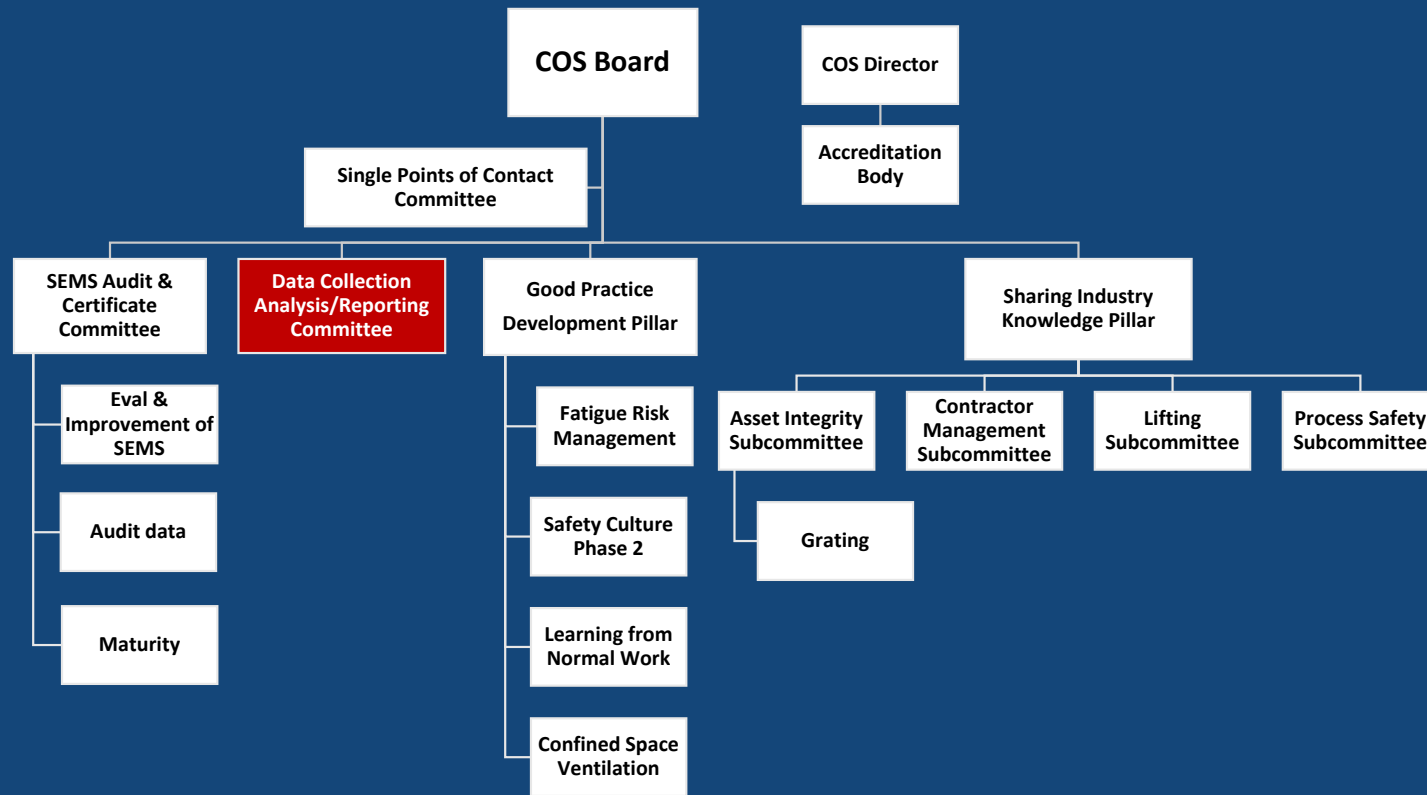 COS Board
COS Director
Accreditation
Body
Single Points of Contact
Committee
SEMS Audit &
Certificate
Committee
Data Collection
Analysis/Reporting
Committee
Good Practice
Development Pillar
Sharing Industry
Knowledge Pillar
Eval &
Improvement of
SEMS
Audit data
Maturity
Fatigue Risk
Management
Safety Culture
Phase 2
Learning from
Normal Work
Confined Space
Ventilation
Asset Integrity
Subcommittee
Contractor
Management
Subcommittee
Lifting
Subcommittee
Process Safety
Subcommittee
Grating